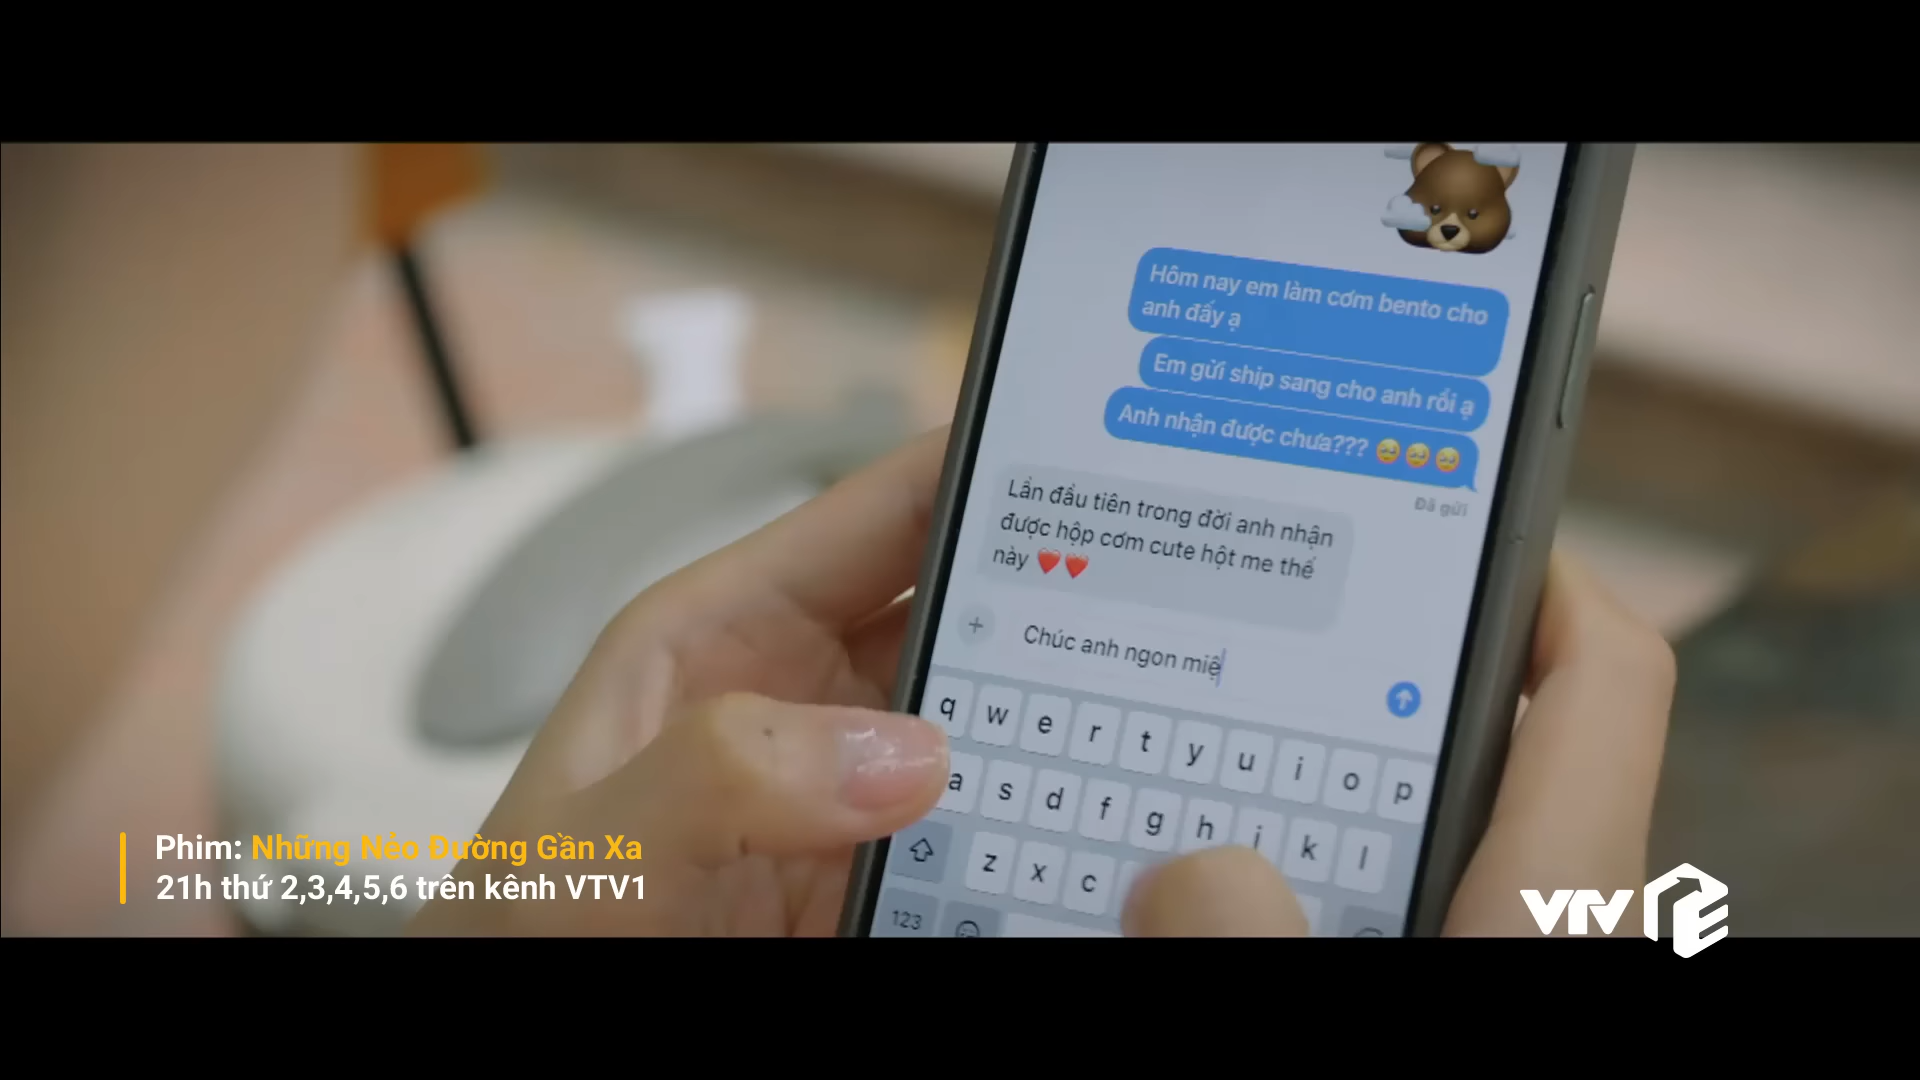 Hôm nay em làm cơm bento cho
anh đấy ạ
Em gửi ship sang cho anh rồi ạ
Anh nhận được chưa??? 🥺🥺🥺
Đã gửi
Lần đầu tiên trong đời anh nhận
được hộp cơm cute hột me thế
này ❤️❤️
+ Chúc anh ngon miệ
q w e r t y u i o p
a s d f g h j k l
z x c
123
Phim: Những Nẻo Đường Gần Xa
21h thứ 2,3,4,5,6 trên kênh VTV1
VTV